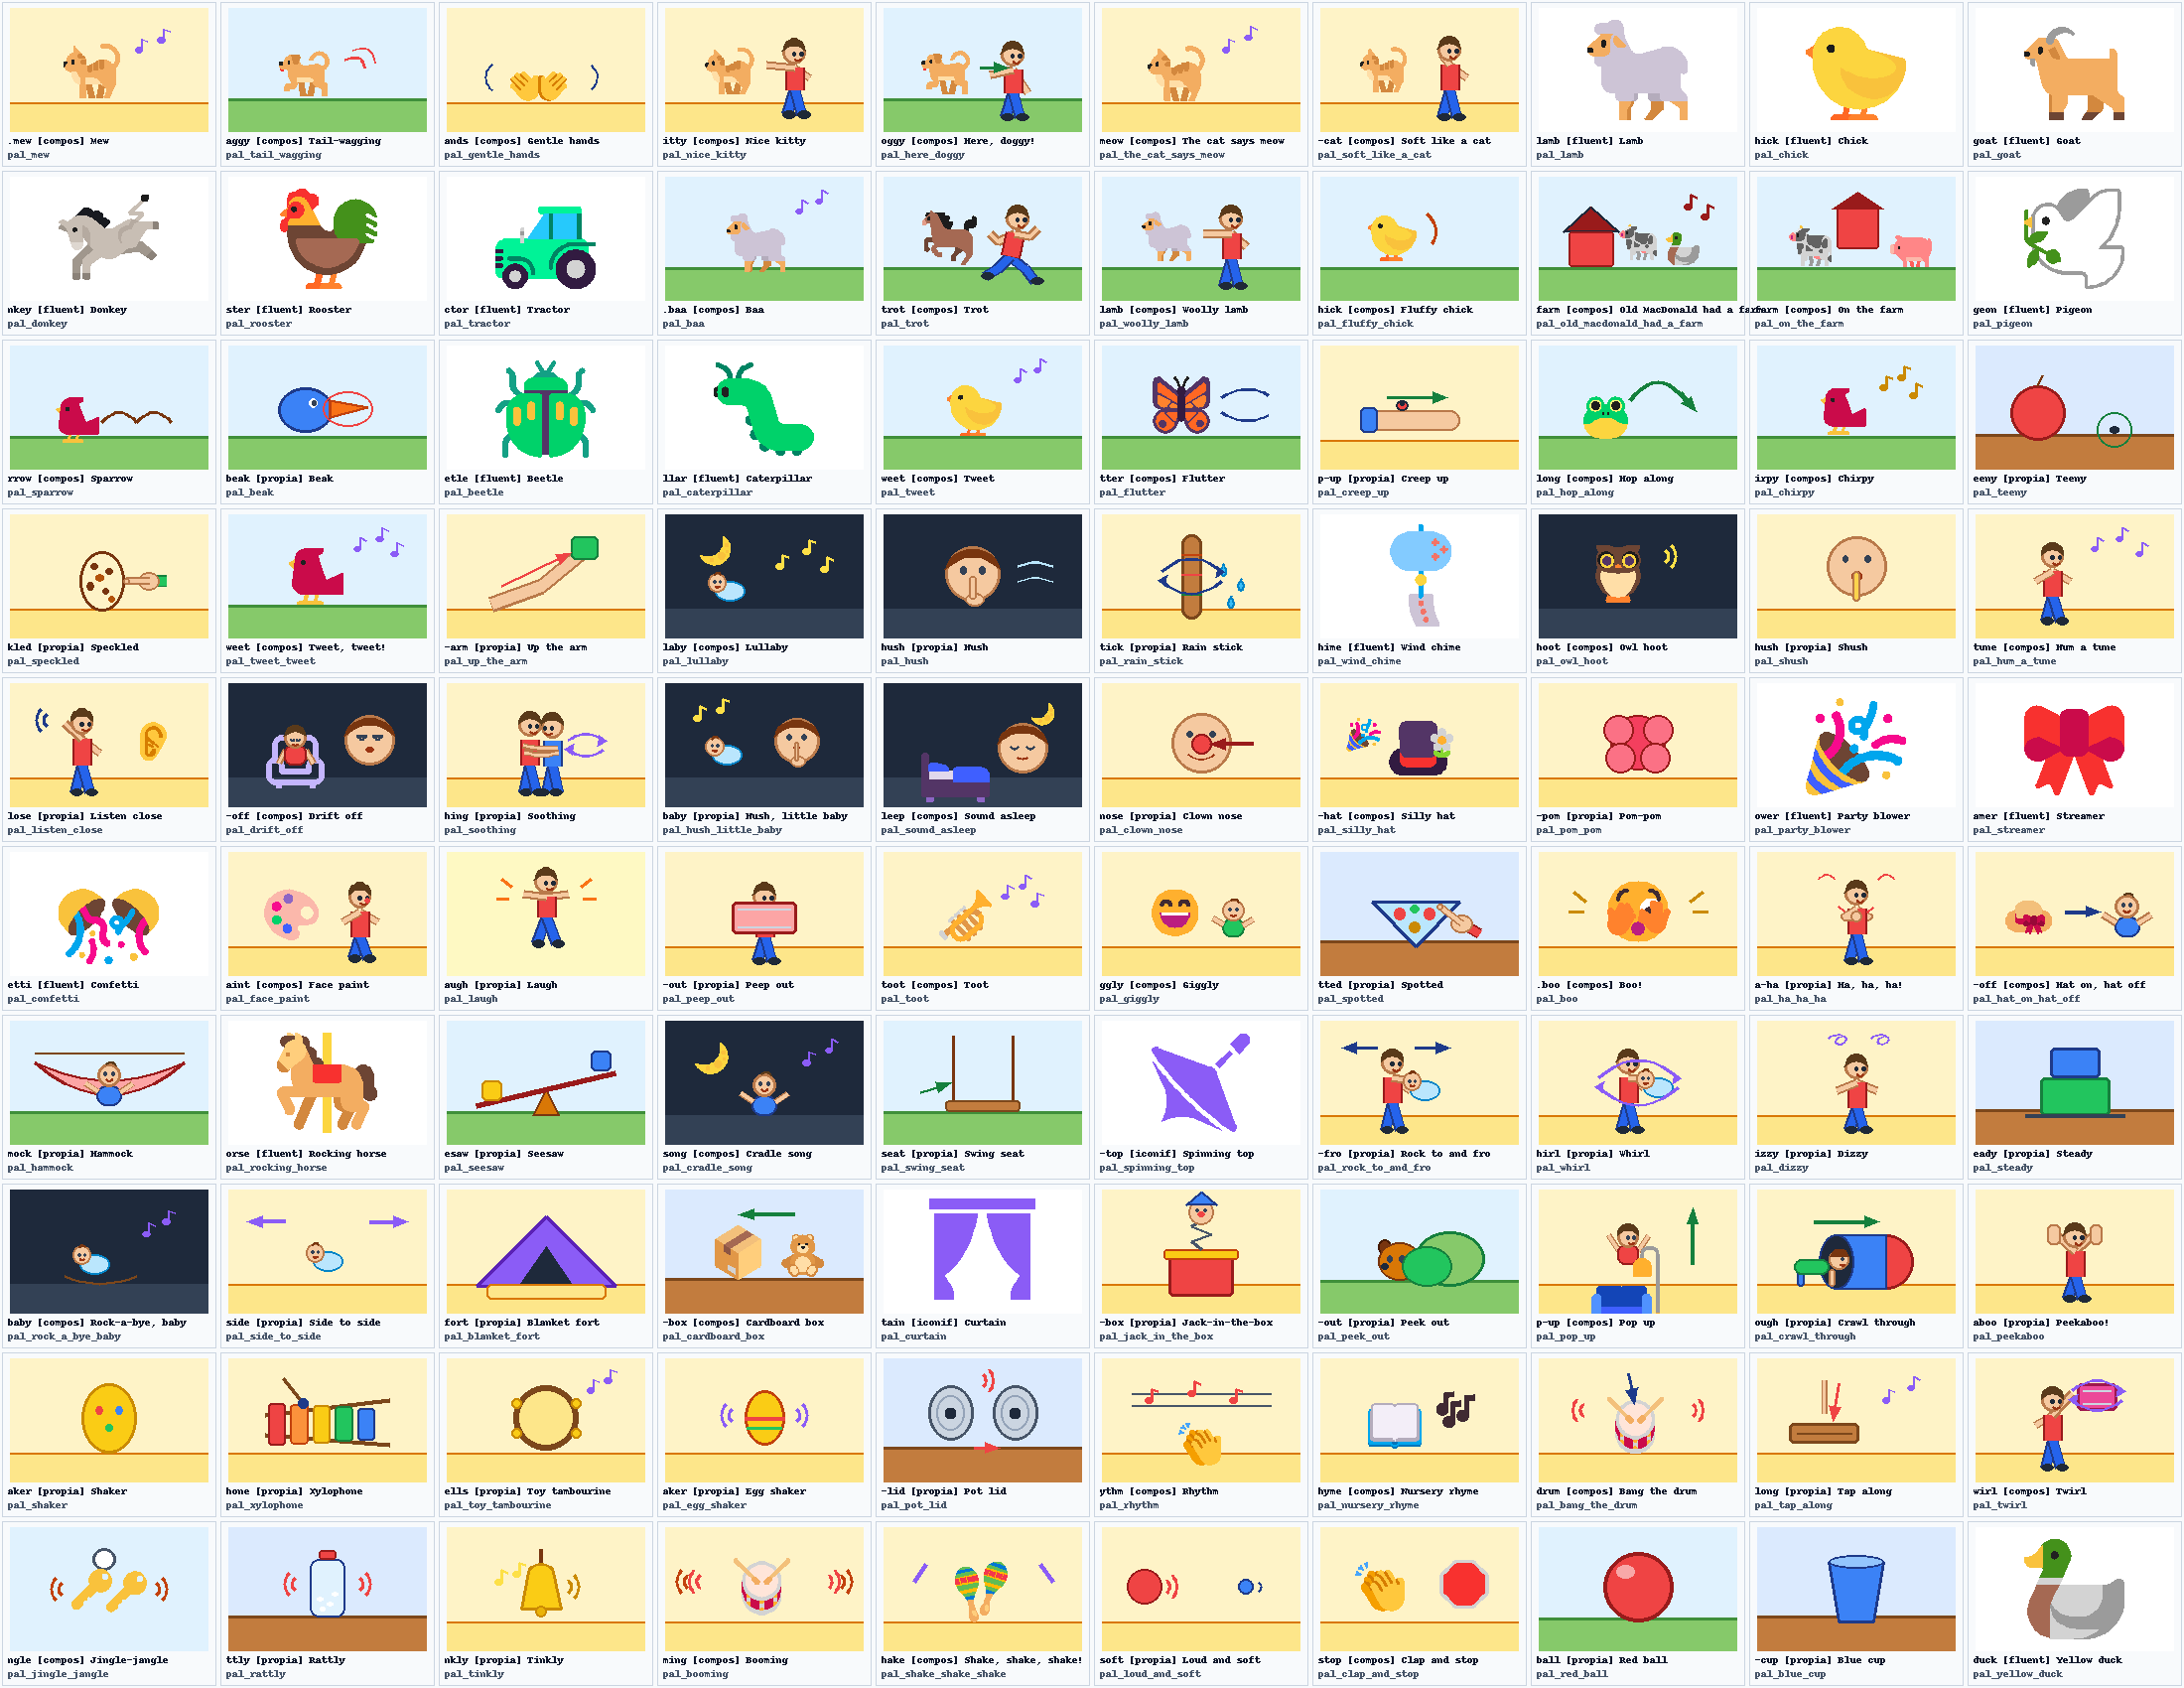 .mew [compos] Mew
pal_mew
aggy [compos] Tail-wagging
pal_tail_wagging
ands [compos] Gentle hands
pal_gentle_hands
itty [compos] Nice kitty
pal_nice_kitty
oggy [compos] Here, doggy!
pal_here_doggy
meow [compos] The cat says meow
pal_the_cat_says_meow
-cat [compos] Soft like a cat
pal_soft_like_a_cat
lamb [fluent] Lamb
pal_lamb
hick [fluent] Chick
pal_chick
goat [fluent] Goat
pal_goat
nkey [fluent] Donkey
pal_donkey
ster [fluent] Rooster
pal_rooster
ctor [fluent] Tractor
pal_tractor
.baa [compos] Baa
pal_baa
trot [compos] Trot
pal_trot
lamb [compos] Woolly lamb
pal_woolly_lamb
hick [compos] Fluffy chick
pal_fluffy_chick
farm [compos] Old MacDonald had a farm
pal_old_macdonald_had_a_farm
farm [compos] On the farm
pal_on_the_farm
geon [fluent] Pigeon
pal_pigeon
rrow [compos] Sparrow
pal_sparrow
beak [propia] Beak
pal_beak
etle [fluent] Beetle
pal_beetle
llar [fluent] Caterpillar
pal_caterpillar
weet [compos] Tweet
pal_tweet
tter [compos] Flutter
pal_flutter
p-up [propia] Creep up
pal_creep_up
long [compos] Hop along
pal_hop_along
irpy [compos] Chirpy
pal_chirpy
eeny [propia] Teeny
pal_teeny
kled [propia] Speckled
pal_speckled
weet [compos] Tweet, tweet!
pal_tweet_tweet
-arm [propia] Up the arm
pal_up_the_arm
laby [compos] Lullaby
pal_lullaby
hush [propia] Hush
pal_hush
tick [propia] Rain stick
pal_rain_stick
hime [fluent] Wind chime
pal_wind_chime
hoot [compos] Owl hoot
pal_owl_hoot
hush [propia] Shush
pal_shush
tune [compos] Hum a tune
pal_hum_a_tune
lose [propia] Listen close
pal_listen_close
-off [compos] Drift off
pal_drift_off
hing [propia] Soothing
pal_soothing
baby [propia] Hush, little baby
pal_hush_little_baby
leep [compos] Sound asleep
pal_sound_asleep
nose [propia] Clown nose
pal_clown_nose
-hat [compos] Silly hat
pal_silly_hat
-pom [propia] Pom-pom
pal_pom_pom
ower [fluent] Party blower
pal_party_blower
amer [fluent] Streamer
pal_streamer
etti [fluent] Confetti
pal_confetti
aint [compos] Face paint
pal_face_paint
augh [propia] Laugh
pal_laugh
-out [propia] Peep out
pal_peep_out
toot [compos] Toot
pal_toot
ggly [compos] Giggly
pal_giggly
tted [propia] Spotted
pal_spotted
.boo [compos] Boo!
pal_boo
a-ha [propia] Ha, ha, ha!
pal_ha_ha_ha
-off [compos] Hat on, hat off
pal_hat_on_hat_off
mock [propia] Hammock
pal_hammock
orse [fluent] Rocking horse
pal_rocking_horse
esaw [propia] Seesaw
pal_seesaw
song [compos] Cradle song
pal_cradle_song
seat [propia] Swing seat
pal_swing_seat
-top [iconif] Spinning top
pal_spinning_top
-fro [propia] Rock to and fro
pal_rock_to_and_fro
hirl [propia] Whirl
pal_whirl
izzy [propia] Dizzy
pal_dizzy
eady [propia] Steady
pal_steady
baby [compos] Rock-a-bye, baby
pal_rock_a_bye_baby
side [propia] Side to side
pal_side_to_side
fort [propia] Blanket fort
pal_blanket_fort
-box [compos] Cardboard box
pal_cardboard_box
tain [iconif] Curtain
pal_curtain
-box [propia] Jack-in-the-box
pal_jack_in_the_box
-out [propia] Peek out
pal_peek_out
p-up [compos] Pop up
pal_pop_up
ough [propia] Crawl through
pal_crawl_through
aboo [propia] Peekaboo!
pal_peekaboo
aker [propia] Shaker
pal_shaker
hone [propia] Xylophone
pal_xylophone
ells [propia] Toy tambourine
pal_toy_tambourine
aker [propia] Egg shaker
pal_egg_shaker
-lid [propia] Pot lid
pal_pot_lid
ythm [compos] Rhythm
pal_rhythm
hyme [compos] Nursery rhyme
pal_nursery_rhyme
drum [compos] Bang the drum
pal_bang_the_drum
long [propia] Tap along
pal_tap_along
wirl [compos] Twirl
pal_twirl
ngle [compos] Jingle-jangle
pal_jingle_jangle
ttly [propia] Rattly
pal_rattly
nkly [propia] Tinkly
pal_tinkly
ming [compos] Booming
pal_booming
hake [compos] Shake, shake, shake!
pal_shake_shake_shake
soft [propia] Loud and soft
pal_loud_and_soft
stop [compos] Clap and stop
pal_clap_and_stop
ball [propia] Red ball
pal_red_ball
-cup [propia] Blue cup
pal_blue_cup
duck [fluent] Yellow duck
pal_yellow_duck